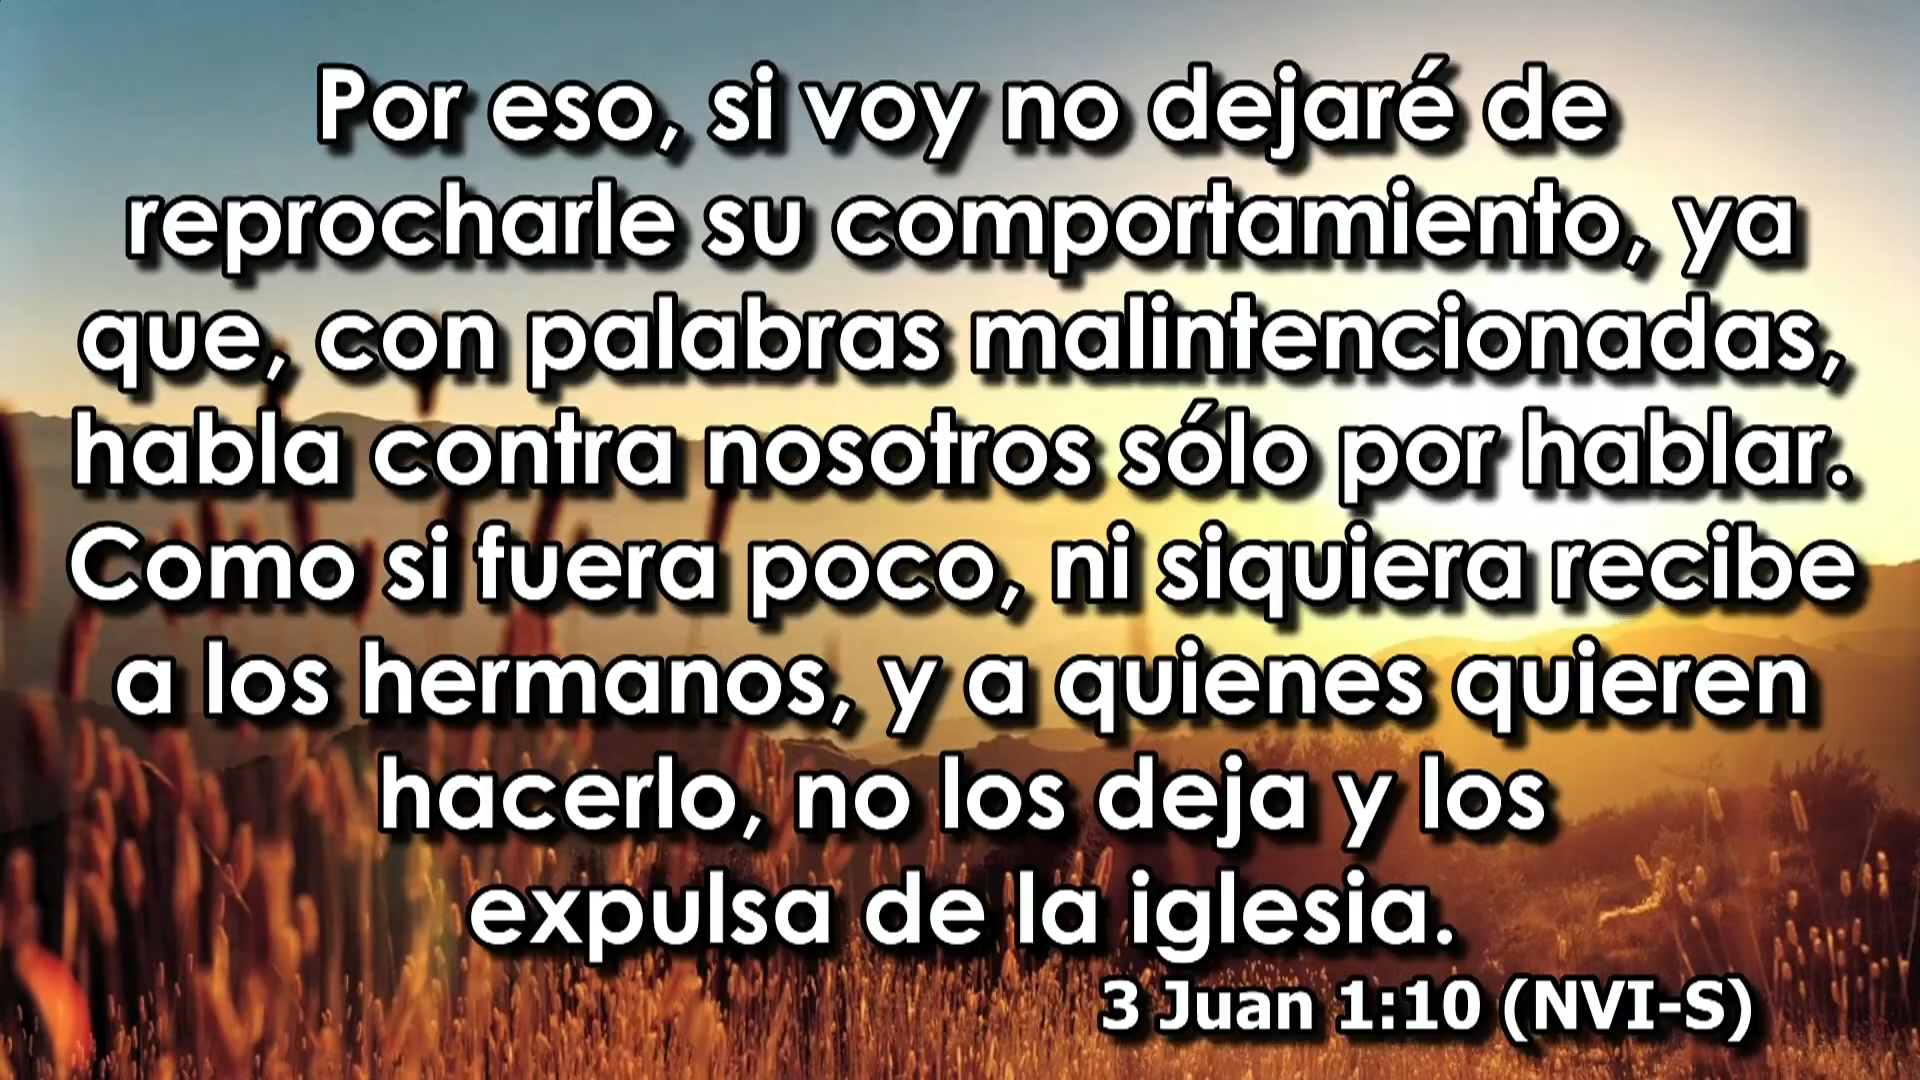 Por eso, si voy no dejaré de
reprocharle su comportamiento, ya
que, con palabras malintencionadas,
habla contra nosotros sólo por hablar.
Como si fuera poco, ni siquiera recibe
a los hermanos, y a quienes quieren
hacerlo, no los deja y los
expulsa de la iglesia.
3 Juan 1:10 (NVI-S)